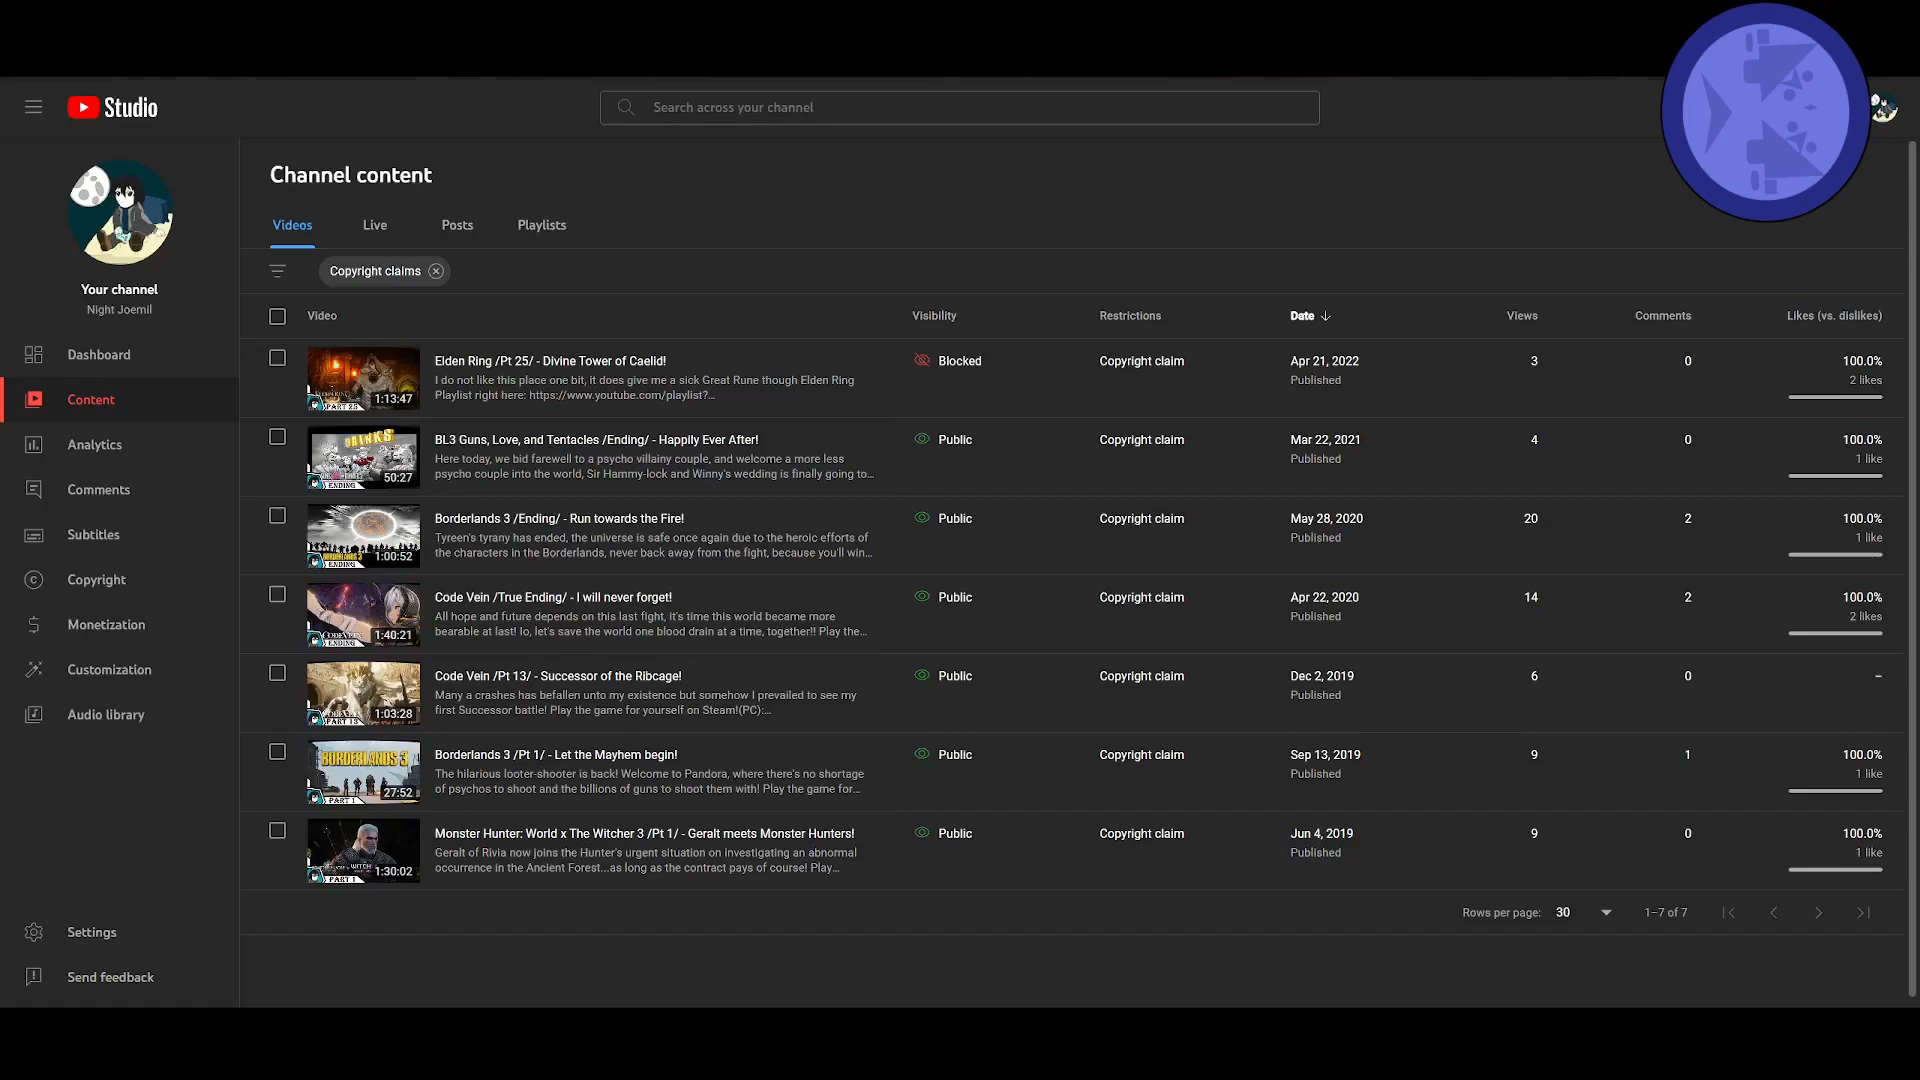 Studio
Search across your channel
Channel content
Videos Live Posts Playlists
Copyright claims
Your channel
Night Joemil
Dashboard
Content
Analytics
Comments
Subtitles
Copyright
Monetization
Customization
Audio library
Settings
Send feedback
Video Visibility Restrictions Date Views Comments Likes (vs. dislikes)
Elden Ring /Pt 25/ - Divine Tower of Caelid! Blocked Copyright claim Apr 21, 2022 3 0 100.0%
I do not like this place one bit, it does give me a sick Great Rune though Elden Ring Published 2 likes
Playlist right here: https://www.youtube.com/playlist?...
1:13:47
PART 25
BL3 Guns, Love, and Tentacles /Ending/ - Happily Ever After! Public Copyright claim Mar 22, 2021 4 0 100.0%
Here today, we bid farewell to a psycho villainy couple, and welcome a more less Published 1 like
psycho couple into the world, Sir Hammy-lock and Winny's wedding is finally going to...
DRINKS
50:27
ENDING
Borderlands 3 /Ending/ - Run towards the Fire! Public Copyright claim May 28, 2020 20 2 100.0%
Tyreen's tyrany has ended, the universe is safe once again due to the heroic efforts of Published 1 like
the characters in the Borderlands, never back away from the fight, because you'll win...
1:00:52
BORDERLANDS 3
ENDING
Code Vein /True Ending/ - I will never forget! Public Copyright claim Apr 22, 2020 14 2 100.0%
All hope and future depends on this last fight, it's time this world became more Published 2 likes
bearable at last! Io, let's save the world one blood drain at a time, together!! Play the...
1:40:21
CODE VEIN
ENDING
Code Vein /Pt 13/ - Successor of the Ribcage! Public Copyright claim Dec 2, 2019 6 0 –
Many a crashes has befallen unto my existence but somehow I prevailed to see my Published
first Successor battle! Play the game for yourself on Steam!(PC):...
1:03:28
CODE VEIN
PART 13
Borderlands 3 /Pt 1/ - Let the Mayhem begin! Public Copyright claim Sep 13, 2019 9 1 100.0%
The hilarious looter-shooter is back! Welcome to Pandora, where there's no shortage Published 1 like
of psychos to shoot and the billions of guns to shoot them with! Play the game for...
BORDERLANDS 3
27:52
PART 1
Monster Hunter: World x The Witcher 3 /Pt 1/ - Geralt meets Monster Hunters! Public Copyright claim Jun 4, 2019 9 0 100.0%
Geralt of Rivia now joins the Hunter's urgent situation on investigating an abnormal Published 1 like
occurrence in the Ancient Forest...as long as the contract pays of course! Play...
1:30:02
PART 1
Rows per page: 30 1–7 of 7